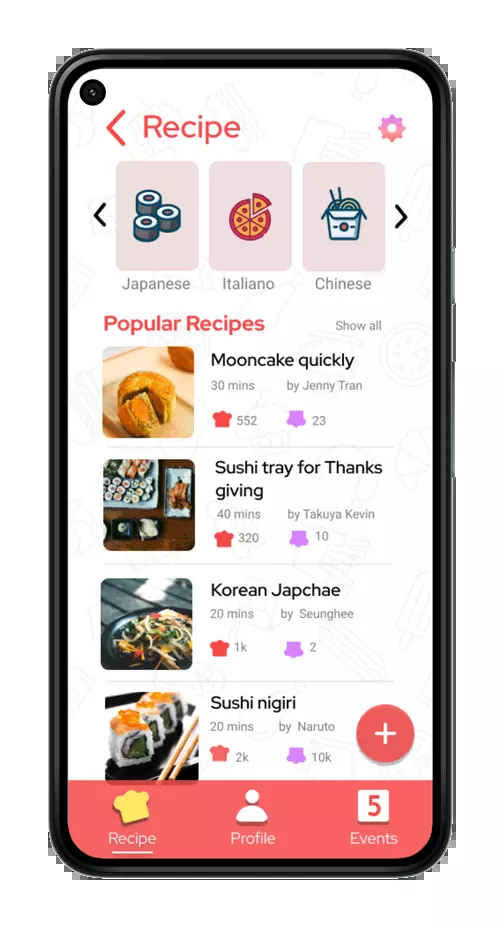 Recipe
Japanese Italiano Chinese
Popular Recipes Show all
Mooncake quickly
30 mins by Jenny Tran
552 23
Sushi tray for Thanks
giving
40 mins by Takuya Kevin
320 10
Korean Japchae
20 mins by Seunghee
1k 2
Sushi nigiri
20 mins by Naruto
2k 10k
+
5
Recipe Profile Events